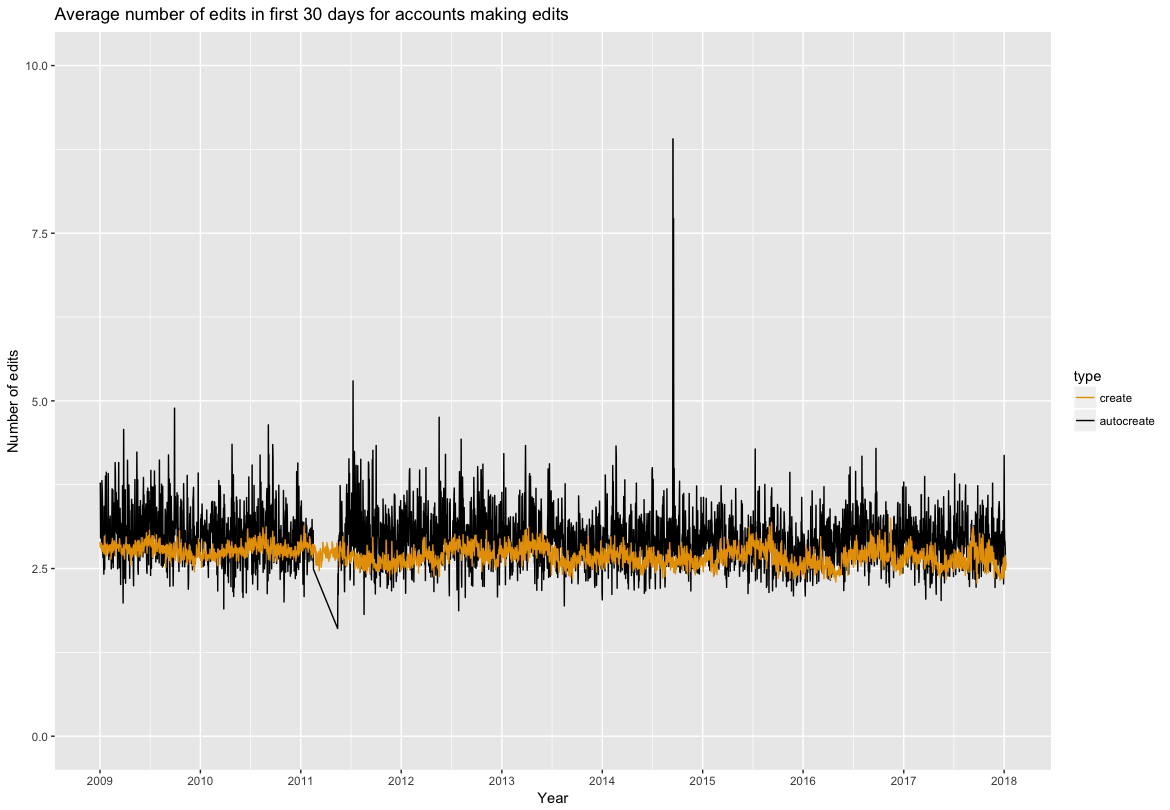 Average number of edits in first 30 days for accounts making edits
10.0
7.5
5.0
2.5
0.0
Number of edits
2009 2010 2011 2012 2013 2014 2015 2016 2017 2018
Year
type
create
autocreate